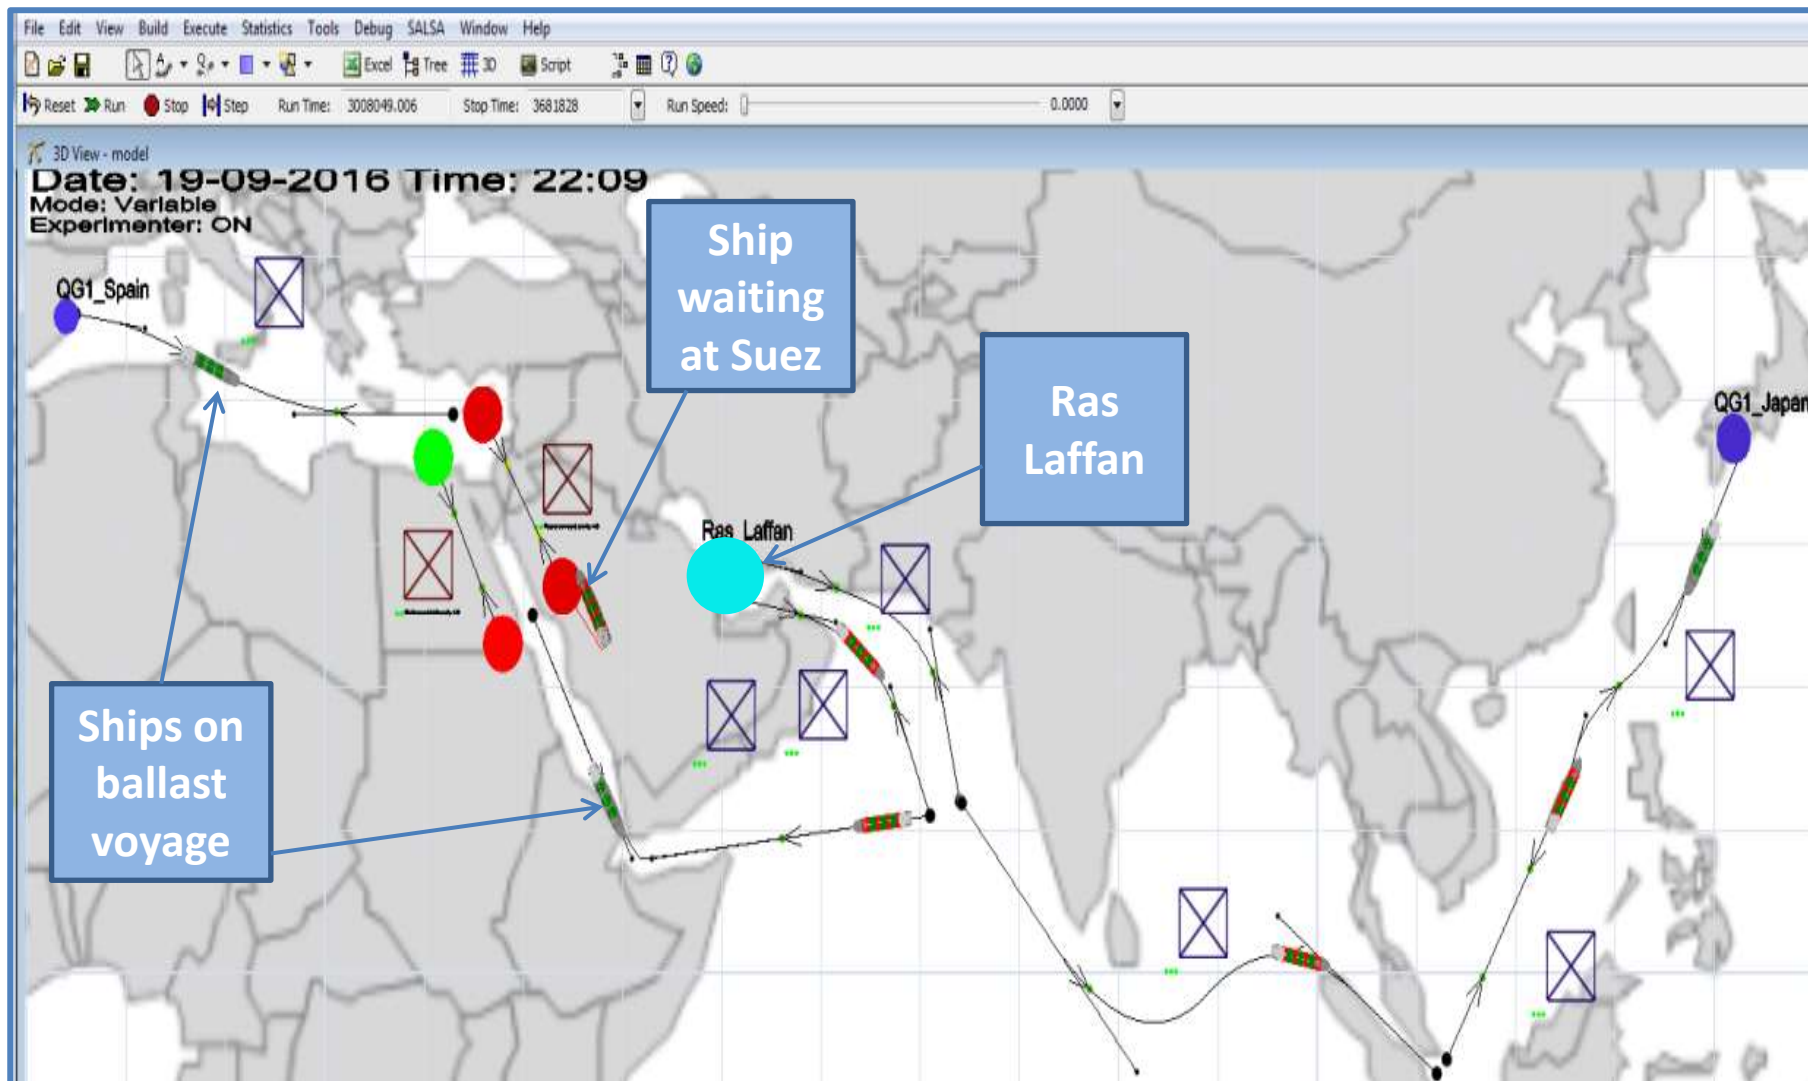 File Edit View Build Execute Statistics Tools Debug SALSA Window Help
Excel Tree 3D Script
Reset Run Stop Step Run Time: 3008049.006 Stop Time: 3681828 Run Speed: 0.0000
3D View - model
Date: 19-09-2016 Time: 22:09
Mode: Variable
Experimenter: ON
QG1_Spain
Ship
waiting
at Suez
Ras
Laffan
QG1_Japan
Ras_Laffan
Ships on
ballast
voyage